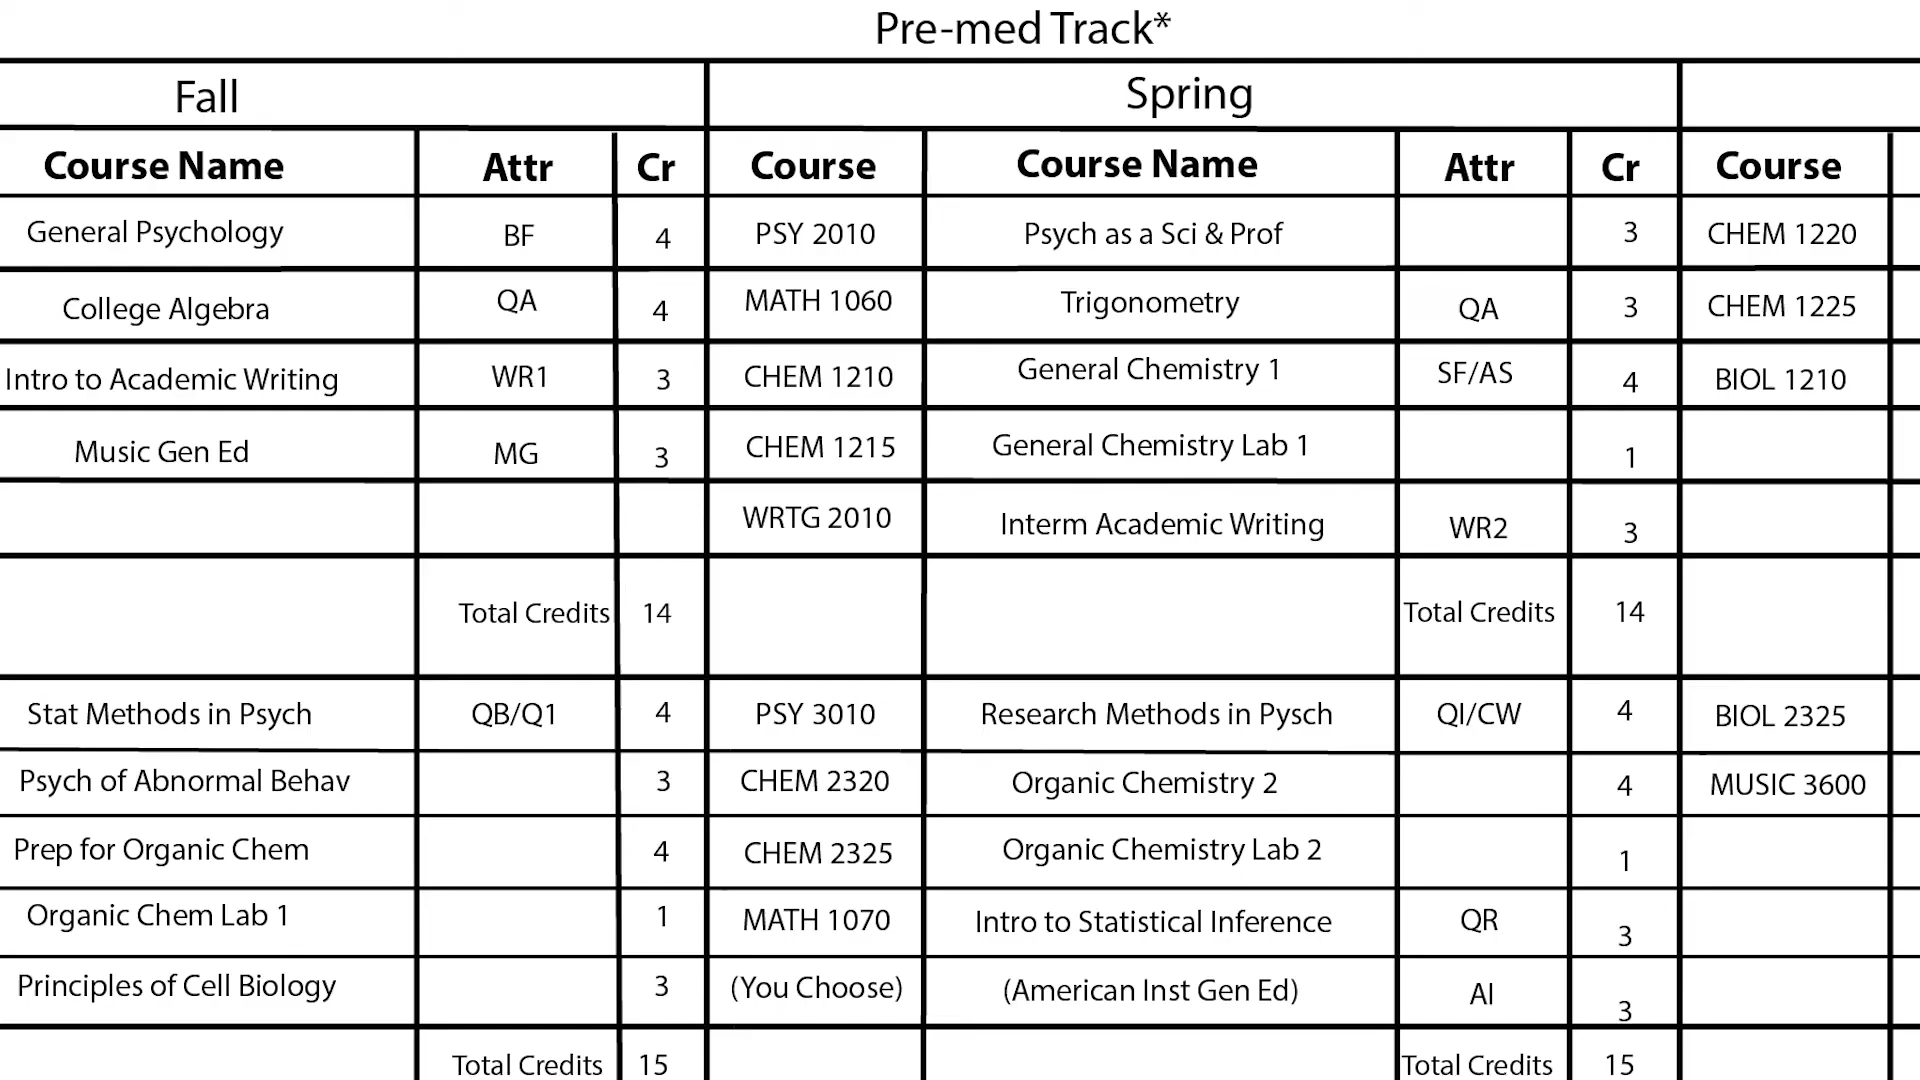 Pre-med Track*
Fall Spring
Course Name Attr Cr Course Course Name Attr Cr Course
General Psychology BF 4 PSY 2010 Psych as a Sci & Prof 3 CHEM 1220
College Algebra QA 4 MATH 1060 Trigonometry QA 3 CHEM 1225
Intro to Academic Writing WR1 3 CHEM 1210 General Chemistry 1 SF/AS 4 BIOL 1210
Music Gen Ed MG 3 CHEM 1215 General Chemistry Lab 1 1
WRTG 2010 Interm Academic Writing WR2 3
Total Credits 14 Total Credits 14
Stat Methods in Psych QB/Q1 4 PSY 3010 Research Methods in Pysch QI/CW 4 BIOL 2325
Psych of Abnormal Behav 3 CHEM 2320 Organic Chemistry 2 4 MUSIC 3600
Prep for Organic Chem 4 CHEM 2325 Organic Chemistry Lab 2 1
Organic Chem Lab 1 1 MATH 1070 Intro to Statistical Inference QR 3
Principles of Cell Biology 3 (You Choose) (American Inst Gen Ed) AI 3
Total Credits 15 Total Credits 15